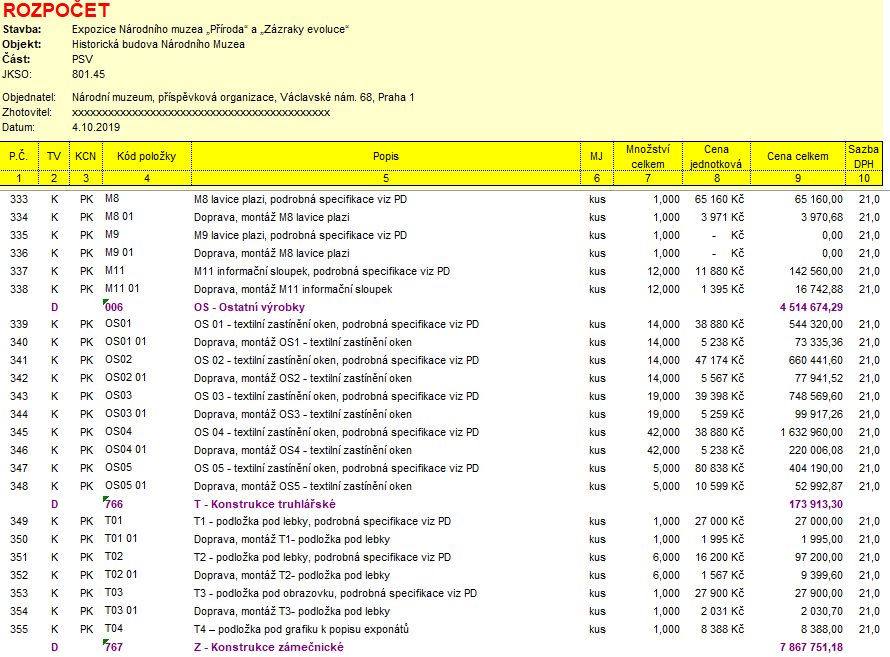 ROZPOČET
Stavba: Expozice Národního muzea „Příroda“ a „Zázraky evoluce“
Objekt: Historická budova Národního Muzea
Část: PSV
JKSO: 801.45
Objednatel: Národní muzeum, příspěvková organizace, Václavské nám. 68, Praha 1
Zhotovitel: xxxxxxxxxxxxxxxxxxxxxxxxxxxxxxxxxxxxxxxxxxx
Datum: 4.10.2019
P.Č. TV KCN Kód položky Popis MJ Množství celkem Cena jednotková Cena celkem Sazba DPH
1 2 3 4 5 6 7 8 9 10
333 K PK M8 M8 lavice plazi, podrobná specifikace viz PD kus 1,000 65 160 Kč 65 160,00 21,0
334 K PK M8 01 Doprava, montáž M8 lavice plazi kus 1,000 3 971 Kč 3 970,68 21,0
335 K PK M9 M9 lavice plazi, podrobná specifikace viz PD kus 1,000 - Kč 0,00 21,0
336 K PK M9 01 Doprava, montáž M8 lavice plazi kus 1,000 - Kč 0,00 21,0
337 K PK M11 M11 informační sloupek, podrobná specifikace viz PD kus 12,000 11 880 Kč 142 560,00 21,0
338 K PK M11 01 Doprava, montáž M11 informační sloupek kus 12,000 1 395 Kč 16 742,88 21,0
D 006 OS - Ostatní výrobky 4 514 674,29
339 K PK OS01 OS 01 - textilní zastínění oken, podrobná specifikace viz PD kus 14,000 38 880 Kč 544 320,00 21,0
340 K PK OS01 01 Doprava, montáž OS1 - textilní zastínění oken kus 14,000 5 238 Kč 73 335,36 21,0
341 K PK OS02 OS 02 - textilní zastínění oken, podrobná specifikace viz PD kus 14,000 47 174 Kč 660 441,60 21,0
342 K PK OS02 01 Doprava, montáž OS2 - textilní zastínění oken kus 14,000 5 567 Kč 77 941,52 21,0
343 K PK OS03 OS 03 - textilní zastínění oken, podrobná specifikace viz PD kus 19,000 39 398 Kč 748 569,60 21,0
344 K PK OS03 01 Doprava, montáž OS3 - textilní zastínění oken kus 19,000 5 259 Kč 99 917,26 21,0
345 K PK OS04 OS 04 - textilní zastínění oken, podrobná specifikace viz PD kus 42,000 38 880 Kč 1 632 960,00 21,0
346 K PK OS04 01 Doprava, montáž OS4 - textilní zastínění oken kus 42,000 5 238 Kč 220 006,08 21,0
347 K PK OS05 OS 05 - textilní zastínění oken, podrobná specifikace viz PD kus 5,000 80 838 Kč 404 190,00 21,0
348 K PK OS05 01 Doprava, montáž OS5 - textilní zastínění oken kus 5,000 10 599 Kč 52 992,87 21,0
D 766 T - Konstrukce truhlářské 173 913,30
349 K PK T01 T1 - podložka pod lebky, podrobná specifikace viz PD kus 1,000 27 000 Kč 27 000,00 21,0
350 K PK T01 01 Doprava, montáž T1- podložka pod lebky kus 1,000 1 995 Kč 1 995,00 21,0
351 K PK T02 T2 - podložka pod lebky, podrobná specifikace viz PD kus 6,000 16 200 Kč 97 200,00 21,0
352 K PK T02 01 Doprava, montáž T2- podložka pod lebky kus 6,000 1 567 Kč 9 399,60 21,0
353 K PK T03 T3 - podložka pod obrazovku, podrobná specifikace viz PD kus 1,000 27 900 Kč 27 900,00 21,0
354 K PK T03 01 Doprava, montáž T3- podložka pod lebky kus 1,000 2 031 Kč 2 030,70 21,0
355 K PK T04 T4 – podložka pod grafiku k popisu exponátů kus 1,000 8 388 Kč 8 388,00 21,0
D 767 Z - Konstrukce zámečnické 7 867 751,18